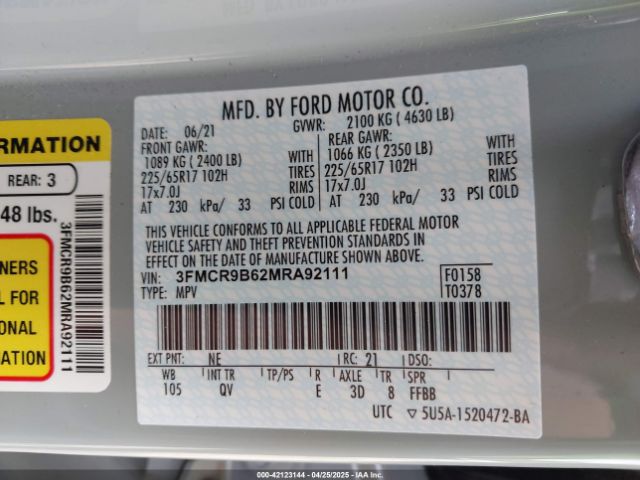 MFD. BY FORD MOTOR CO.
DATE: 06/21 GVWR: 2100 KG ( 4630 LB)
FRONT GAWR: REAR GAWR:
1089 KG ( 2400 LB) WITH 1066 KG ( 2350 LB) WITH
225/65R17 102H TIRES 225/65R17 102H TIRES
17x7.0J RIMS 17x7.0J RIMS
AT 230 kPa/ 33 PSI COLD AT 230 kPa/ 33 PSI COLD
THIS VEHICLE CONFORMS TO ALL APPLICABLE FEDERAL MOTOR
VEHICLE SAFETY AND THEFT PREVENTION STANDARDS IN
EFFECT ON THE DATE OF MANUFACTURE SHOWN ABOVE.
VIN: 3FMCR9B62MRA92111 F0158
TYPE: MPV T0378
EXT PNT: NE RC: 21 DSO:
WB INT TR TP/PS R AXLE TR SPR
105 QV E 3D 8 FFBB
UTC ▽ 5U5A-1520472-BA
ORMATION
REAR: 3
48 lbs.
NERS
L FOR
ONAL
ATION
3FMCR9B62MRA92111
000-42123144 - 04/25/2025 - IAA Inc.